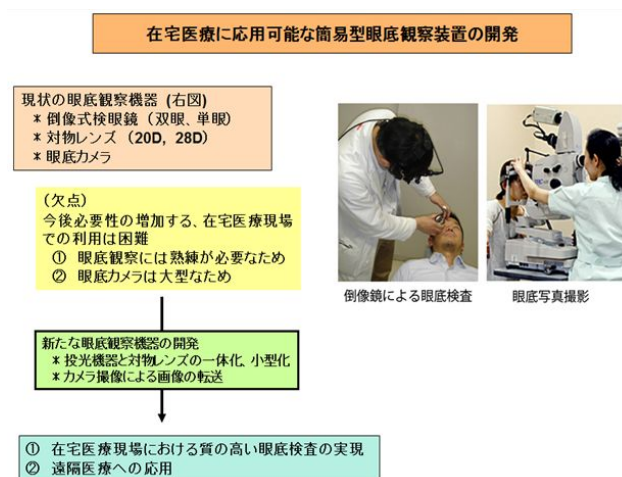 在宅医療に応用可能な簡易型眼底観察装置の開発
現状の眼底観察機器 (右図)
* 倒像式検眼鏡（双眼、単眼）
* 対物レンズ（20D, 28D）
* 眼底カメラ
（欠点）
今後必要性の増加する、在宅医療現場
での利用は困難
① 眼底観察には熟練が必要なため
② 眼底カメラは大型なため
倒像鏡による眼底検査
眼底写真撮影
新たな眼底観察機器の開発
* 投光機器と対物レンズの一体化、小型化
* カメラ撮像による画像の転送
① 在宅医療現場における質の高い眼底検査の実現
② 遠隔医療への応用